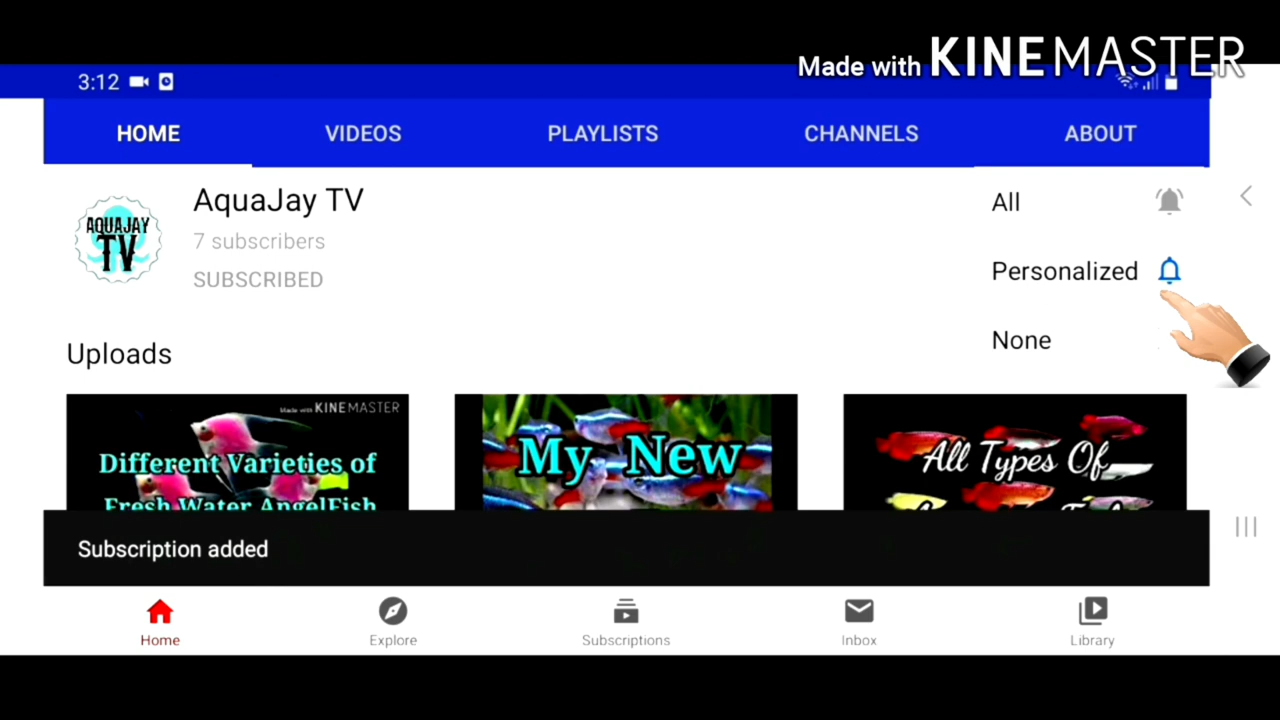 Made with KINEMASTER
3:12
HOME VIDEOS PLAYLISTS CHANNELS ABOUT
AQUAJAY
TV
AquaJay TV
7 subscribers
SUBSCRIBED
All
Personalized
None
Uploads
Made with KINEMASTER
Different Varieties of
Fresh Water AngelFish
My New
All Types Of
Subscription added
Home Explore Subscriptions Inbox Library